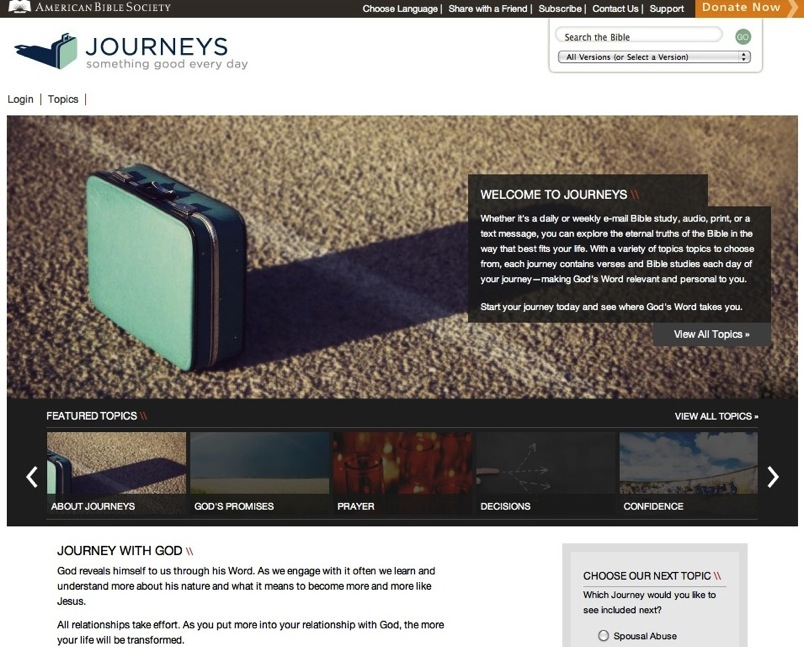 AMERICAN BIBLE SOCIETY
Choose Language | Share with a Friend | Subscribe | Contact Us | Support
Donate Now
JOURNEYS
something good every day
Search the Bible
GO
All Versions (or Select a Version)
Login | Topics |
WELCOME TO JOURNEYS \\
Whether it's a daily or weekly e-mail Bible study, audio, print, or a
text message, you can explore the eternal truths of the Bible in the
way that best fits your life. With a variety of topics topics to choose
from, each journey contains verses and Bible studies each day of
your journey—making God's Word relevant and personal to you.
Start your journey today and see where God's Word takes you.
View All Topics »
FEATURED TOPICS \\
VIEW ALL TOPICS »
ABOUT JOURNEYS
GOD'S PROMISES
PRAYER
DECISIONS
CONFIDENCE
JOURNEY WITH GOD \\
God reveals himself to us through his Word. As we engage with it often we learn and
understand more about his nature and what it means to become more and more like
Jesus.
All relationships take effort. As you put more into your relationship with God, the more
your life will be transformed.
CHOOSE OUR NEXT TOPIC \\
Which Journey would you like to
see included next?
Spousal Abuse